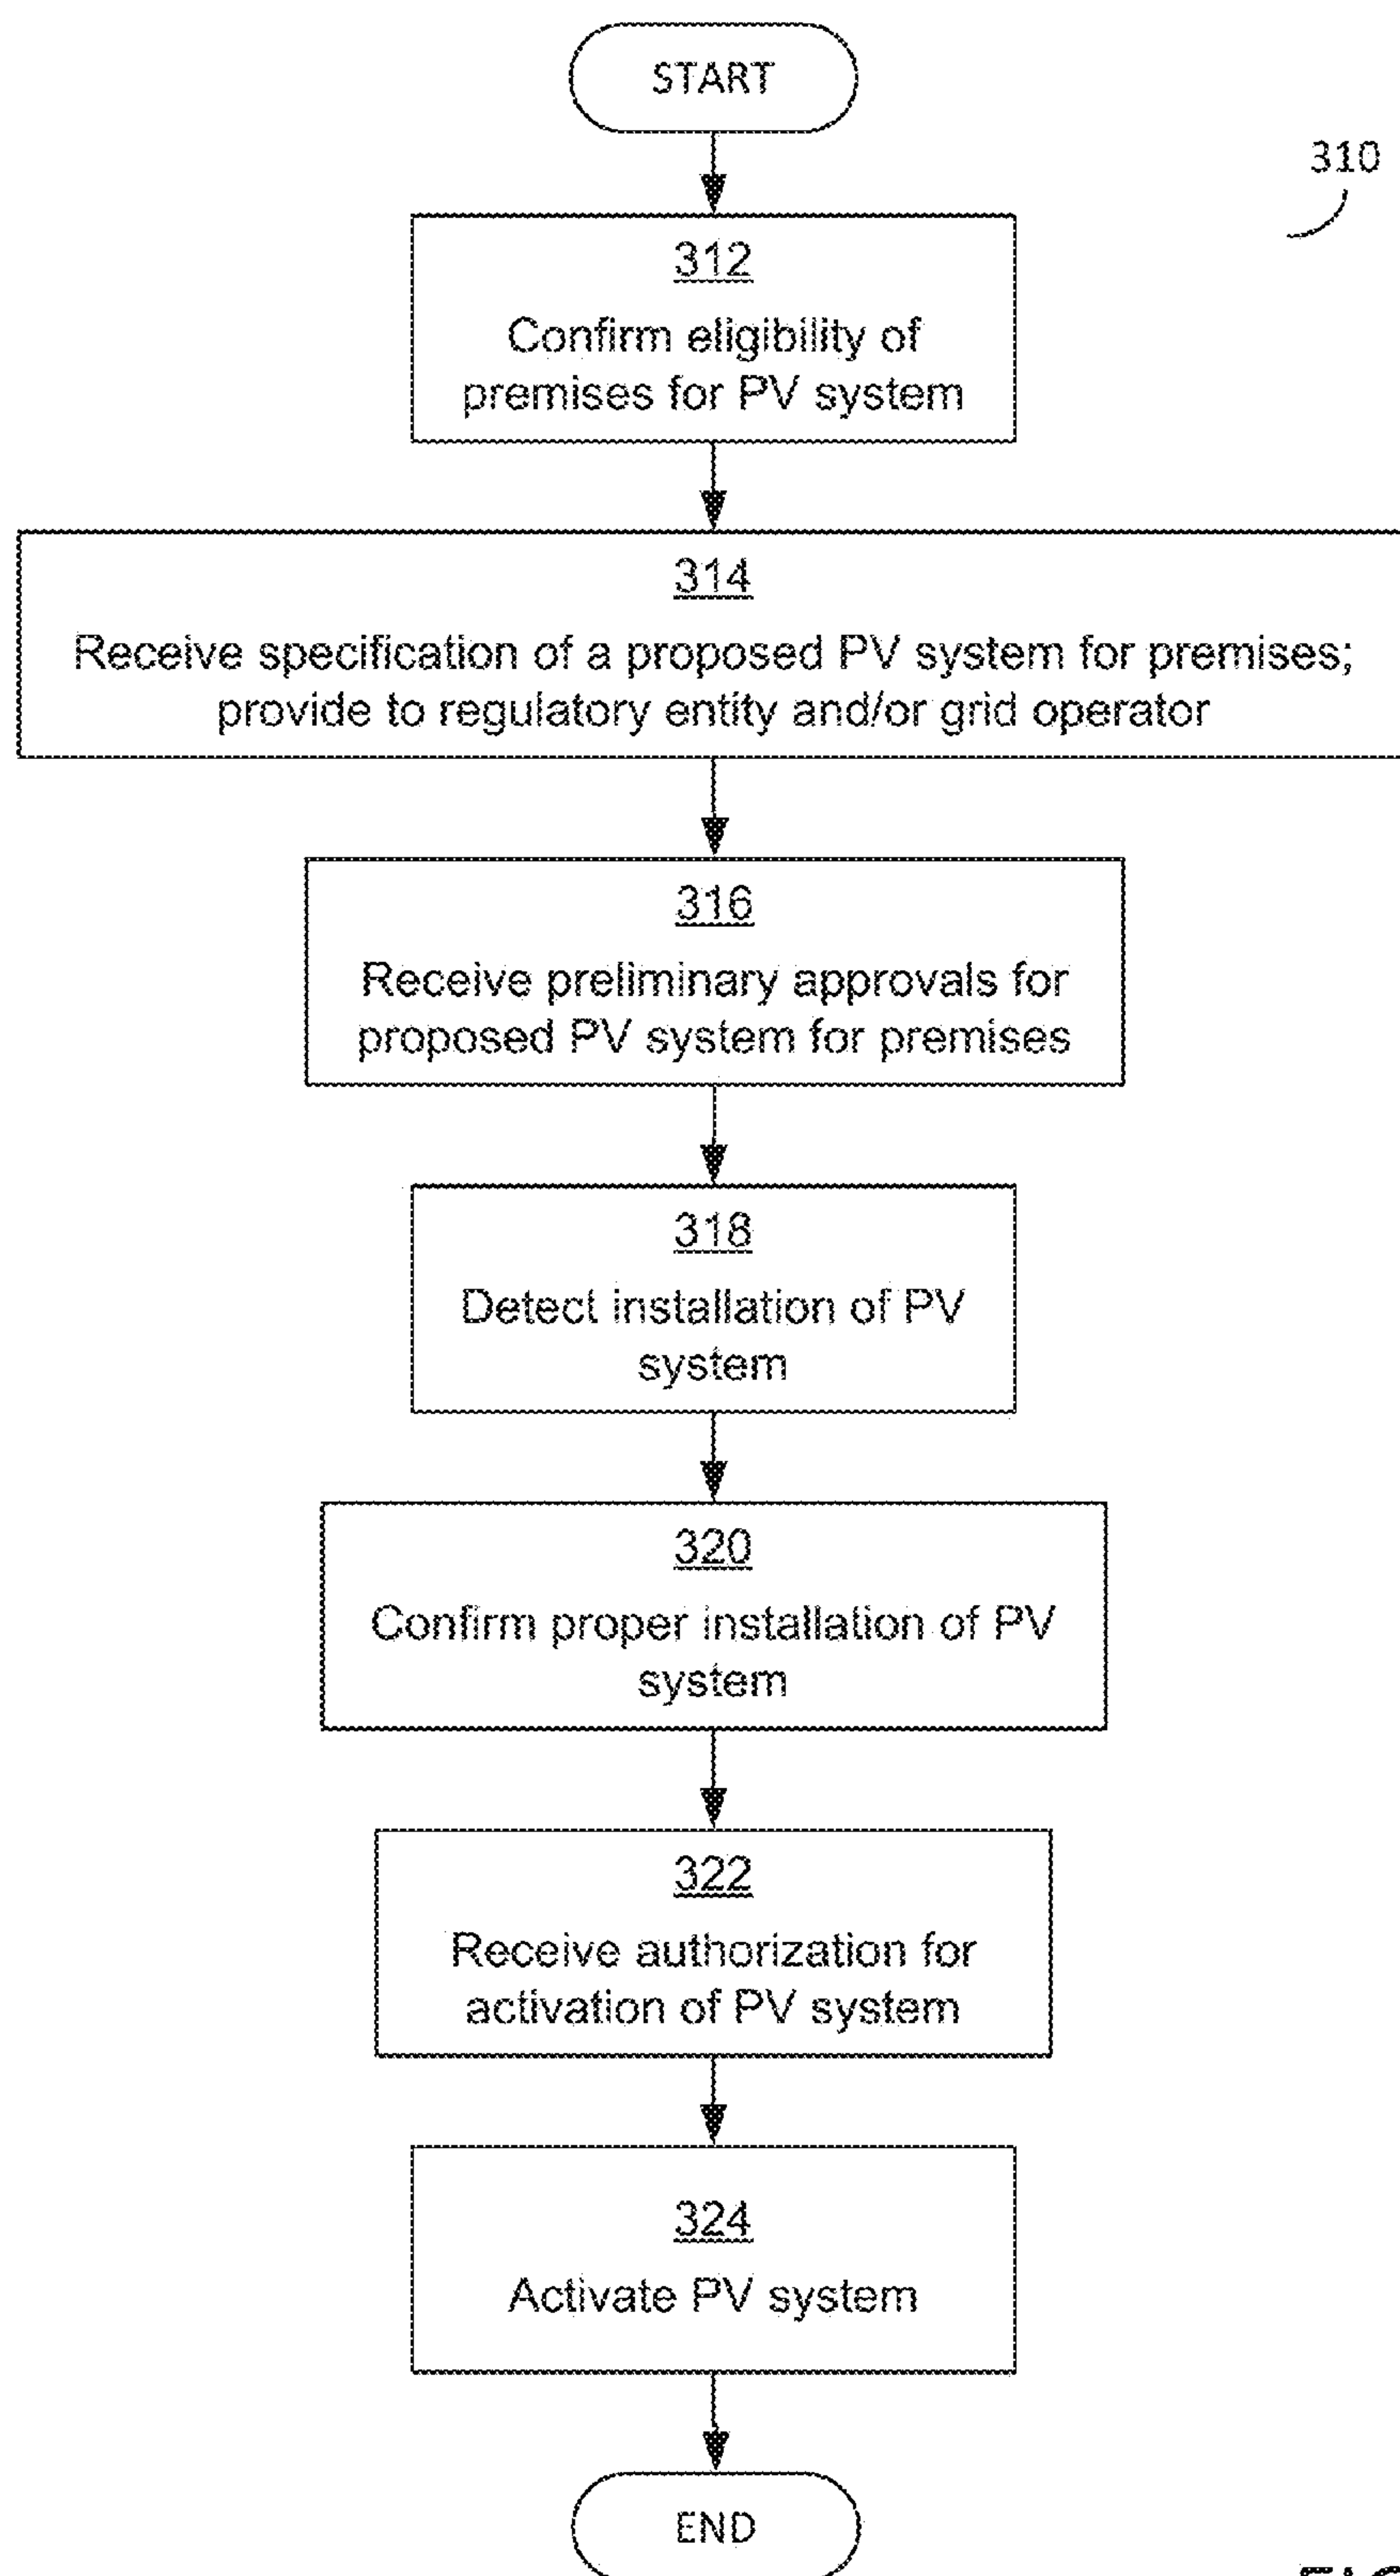 START
310
312
Confirm eligibility of
premises for PV system
314
Receive specification of a proposed PV system for premises;
provide to regulatory entity and/or grid operator
316
Receive preliminary approvals for
proposed PV system for premises
318
Detect installation of PV
system
320
Confirm proper installation of PV
system
322
Receive authorization for
activation of PV system
324
Activate PV system
END